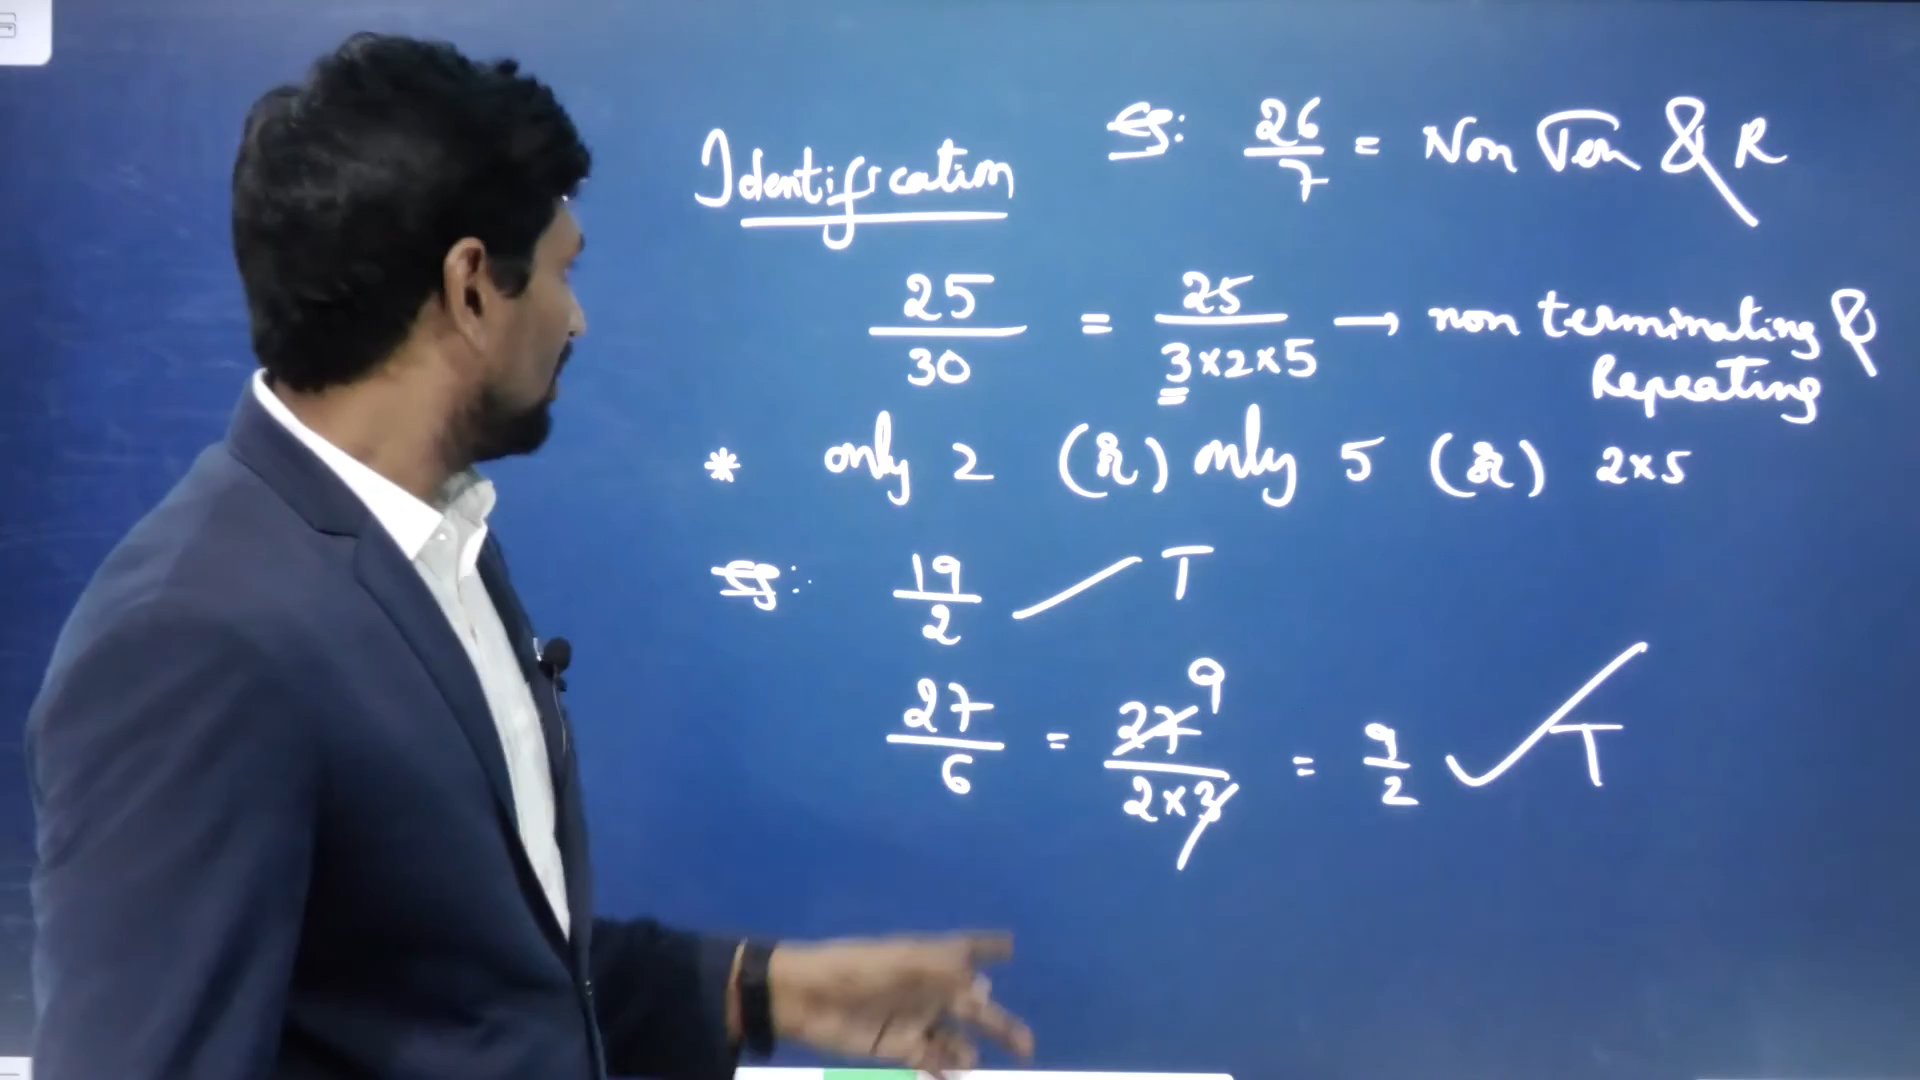 Identification
Eg: 26/7 = Non Ter & R
25/30 = 25/3×2×5 → non terminating &
Repeating
* only 2 (or) only 5 (or) 2×5
Eg: 19/2 T
27/6 = 27/2×3 9 = 9/2 ✓ T